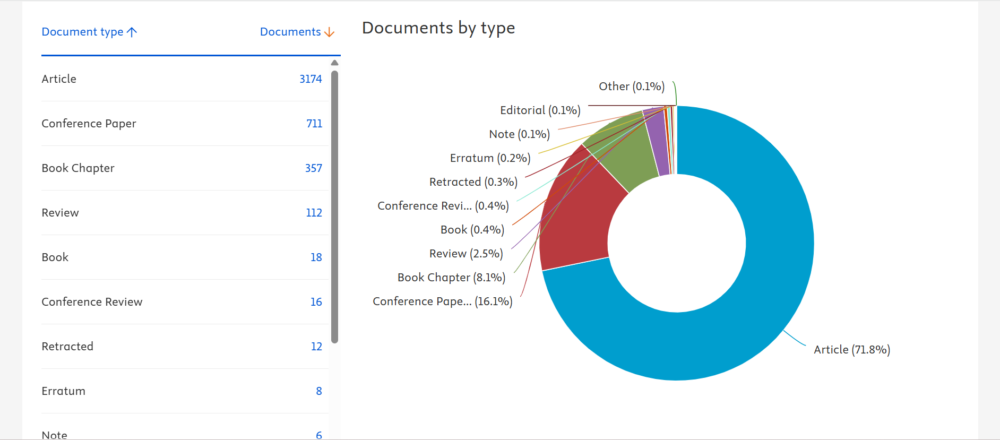 Document type Documents
Article 3174
Conference Paper 711
Book Chapter 357
Review 112
Book 18
Conference Review 16
Retracted 12
Erratum 8
Note 6
Documents by type
Other (0.1%)
Editorial (0.1%)
Note (0.1%)
Erratum (0.2%)
Retracted (0.3%)
Conference Revi... (0.4%)
Book (0.4%)
Review (2.5%)
Book Chapter (8.1%)
Conference Pape... (16.1%)
Article (71.8%)